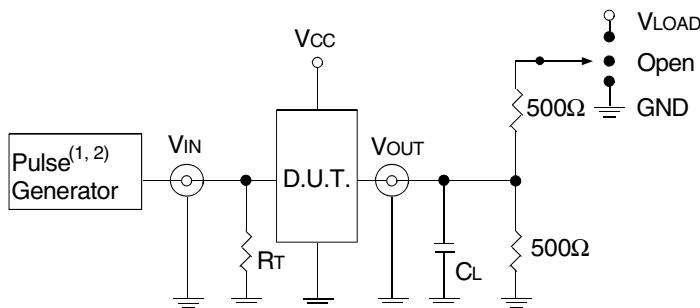 VLOAD
VCC
Open
500Ω
GND
VIN
VOUT
Pulse(1, 2)
Generator
D.U.T.
RT
CL
500Ω